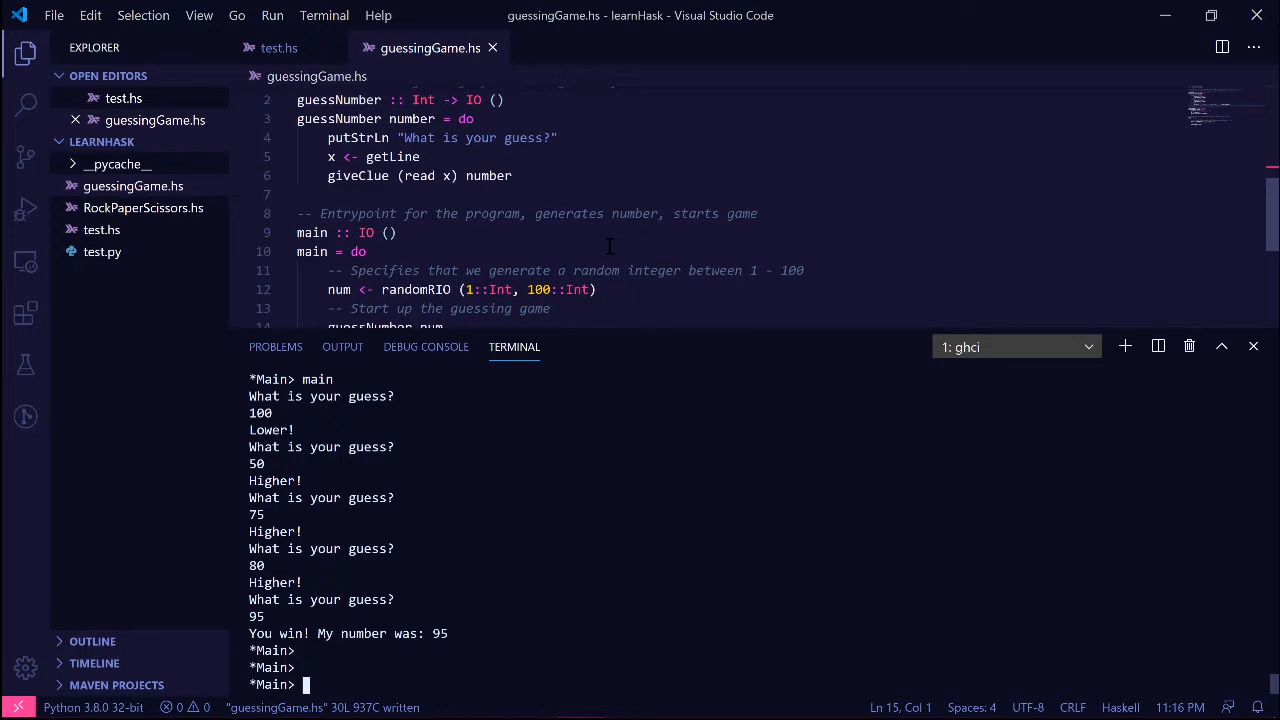 File Edit Selection View Go Run Terminal Help guessingGame.hs - learnHask - Visual Studio Code
EXPLORER
test.hs guessingGame.hs
OPEN EDITORS
test.hs
guessingGame.hs
LEARNHASK
__pycache__
guessingGame.hs
RockPaperScissors.hs
test.hs
test.py
OUTLINE
TIMELINE
MAVEN PROJECTS
guessingGame.hs
2 guessNumber :: Int -> IO ()
3 guessNumber number = do
4 putStrLn "What is your guess?"
5 x <- getLine
6 giveClue (read x) number
7
8 -- Entrypoint for the program, generates number, starts game
9 main :: IO ()
10 main = do
11 -- Specifies that we generate a random integer between 1 - 100
12 num <- randomRIO (1::Int, 100::Int)
13 -- Start up the guessing game
14 guessNumber num
PROBLEMS OUTPUT DEBUG CONSOLE TERMINAL 1: ghci
*Main> main
What is your guess?
100
Lower!
What is your guess?
50
Higher!
What is your guess?
75
Higher!
What is your guess?
80
Higher!
What is your guess?
95
You win! My number was: 95
*Main>
*Main>
*Main>
Python 3.8.0 32-bit 0 0 "guessingGame.hs" 30L 937C written Ln 15, Col 1 Spaces: 4 UTF-8 CRLF Haskell 11:16 PM